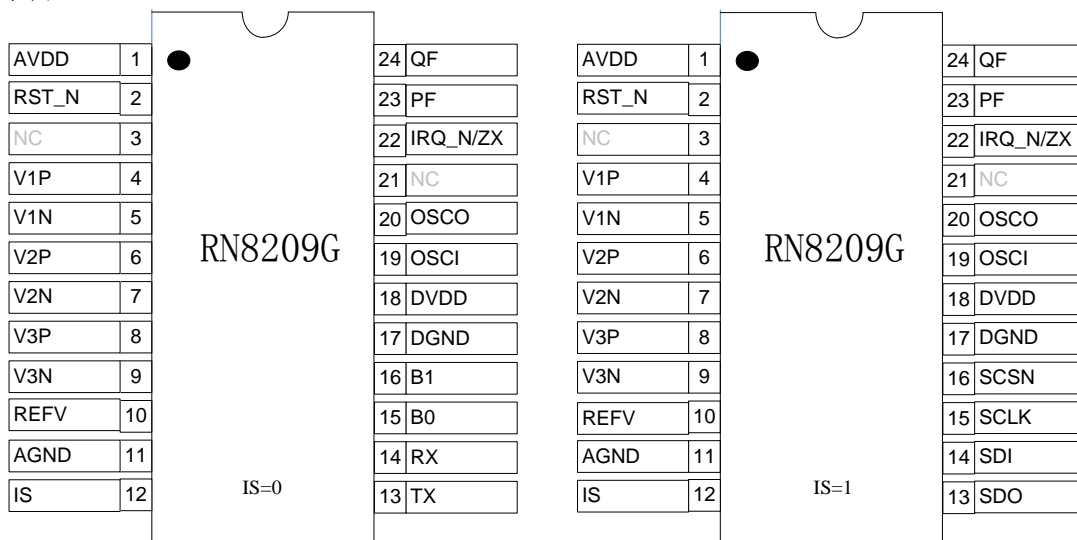 AVDD 1 24 QF AVDD 1 24 QF
RST_N 2 23 PF RST_N 2 23 PF
NC 3 22 IRQ_N/ZX NC 3 22 IRQ_N/ZX
V1P 4 21 NC V1P 4 21 NC
V1N 5 20 OSCO V1N 5 20 OSCO
V2P 6 RN8209G 19 OSCI V2P 6 RN8209G 19 OSCI
V2N 7 18 DVDD V2N 7 18 DVDD
V3P 8 17 DGND V3P 8 17 DGND
V3N 9 16 B1 V3N 9 16 SCSN
REFV 10 15 B0 REFV 10 15 SCLK
AGND 11 14 RX AGND 11 14 SDI
IS 12 IS=0 13 TX IS 12 IS=1 13 SDO